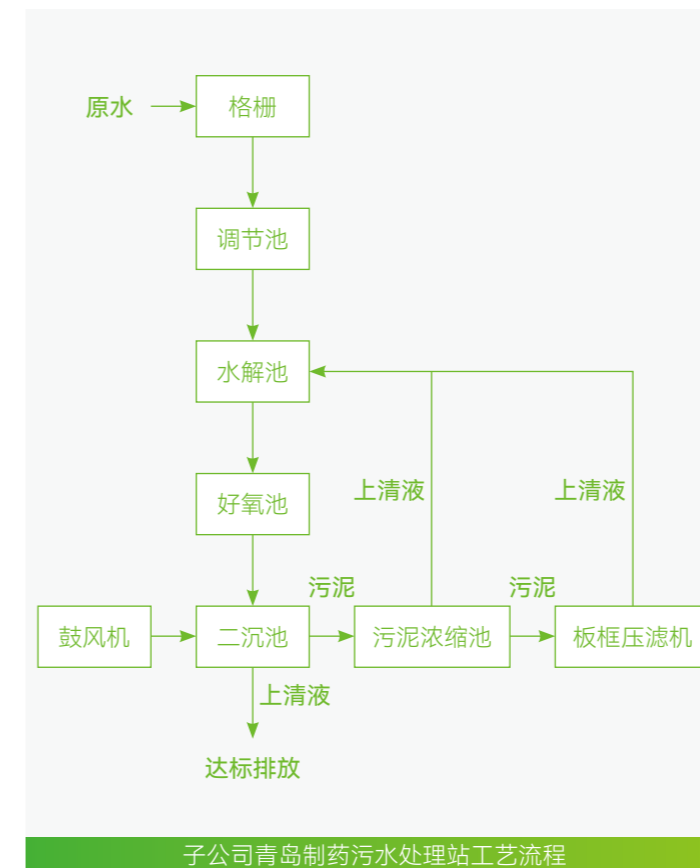 原水
格栅
调节池
水解池
好氧池
上清液
上清液
污泥
污泥
鼓风机
二沉池
污泥浓缩池
板框压滤机
上清液
达标排放
子公司青岛制药污水处理站工艺流程